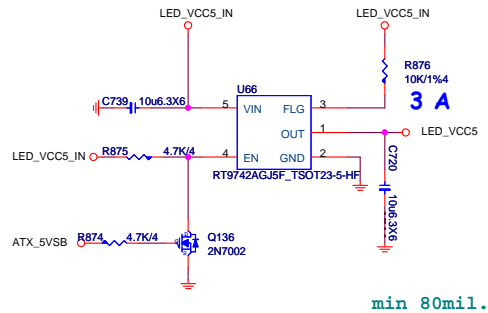 LED_VCC5_IN
LED_VCC5_IN
R876
10K/1%4
3 A
U66
C739
10u6.3X6
5
VIN
FLG
3
OUT
1
LED_VCC5
LED_VCC5_IN
R875
4.7K/4
4
EN
GND
2
RT9742AGJ5F_TSOT23-5-HF
C720
10u6.3X6
ATX_5VSB
R874
4.7K/4
Q136
2N7002
min 80mil.